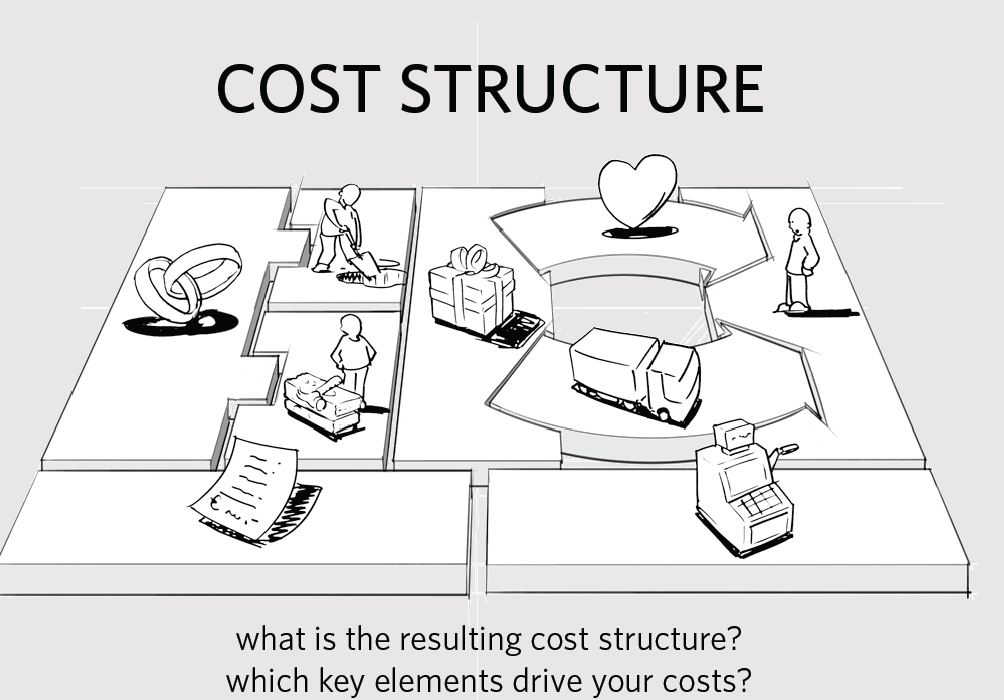 COST STRUCTURE
what is the resulting cost structure?
which key elements drive your costs?